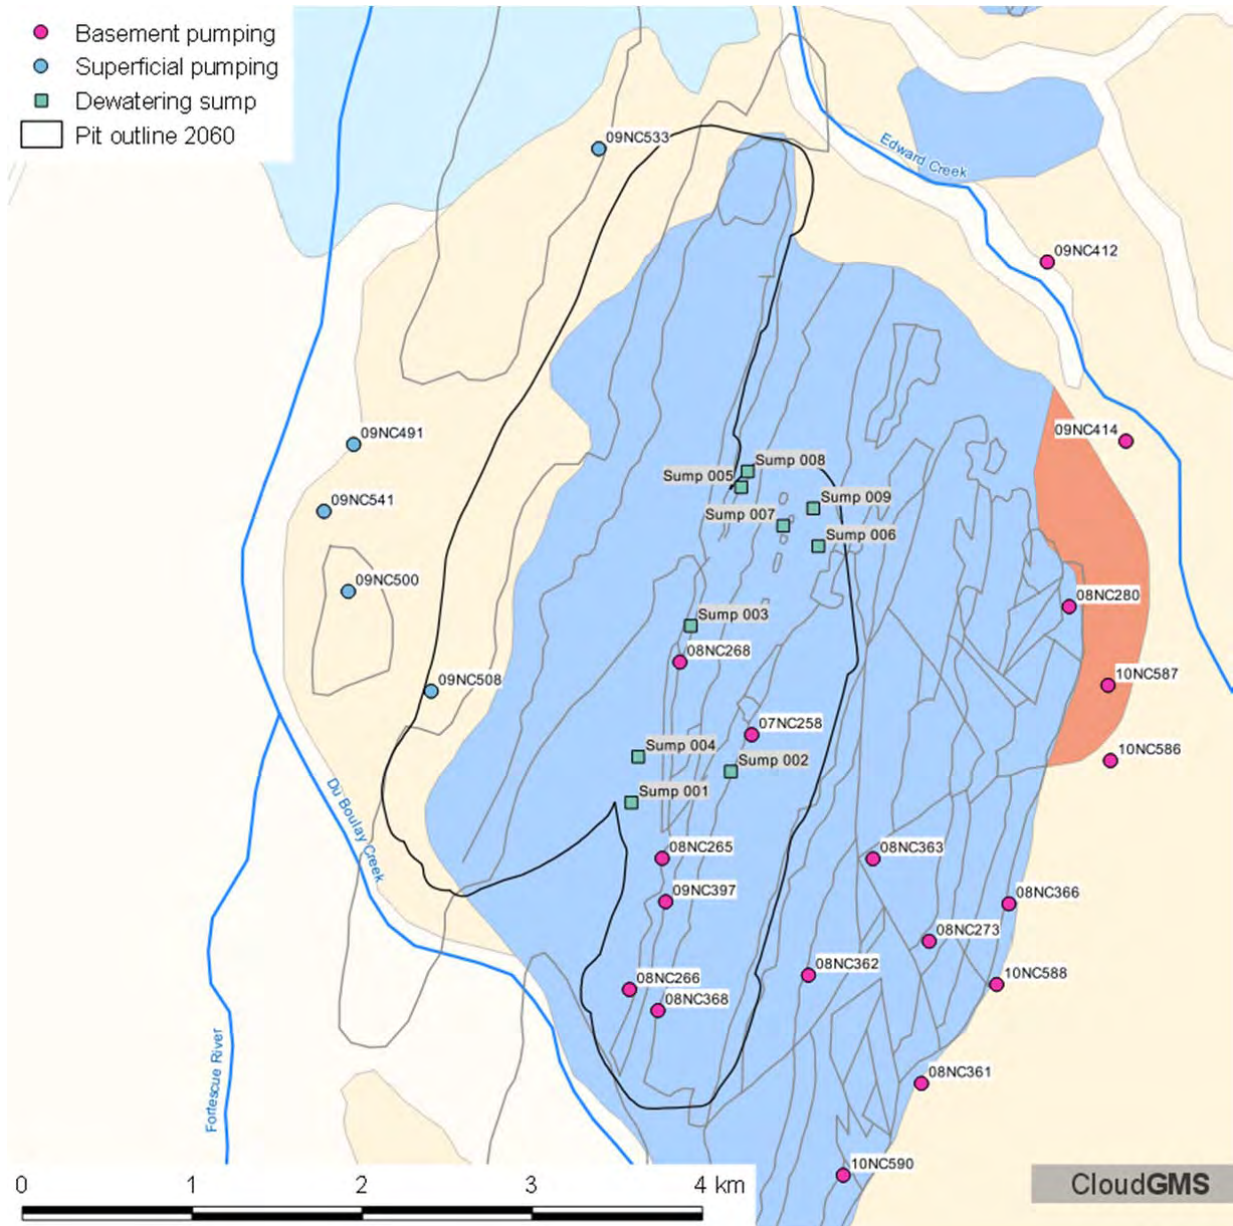 Basement pumping
Superficial pumping
Dewatering sump
Pit outline 2060
09NC533
Edward Creek
09NC412
09NC491
09NC414
Sump 008
Sump 005
09NC541
Sump 009
Sump 007
Sump 006
09NC500
08NC280
Sump 003
08NC268
10NC587
09NC508
07NC258
Sump 004
10NC586
Sump 002
Sump 001
Du Boulay Creek
08NC265
08NC363
09NC397
08NC366
08NC273
08NC362
10NC588
08NC266
08NC368
Fortescue River
08NC361
10NC590
0 1 2 3 4 km
CloudGMS